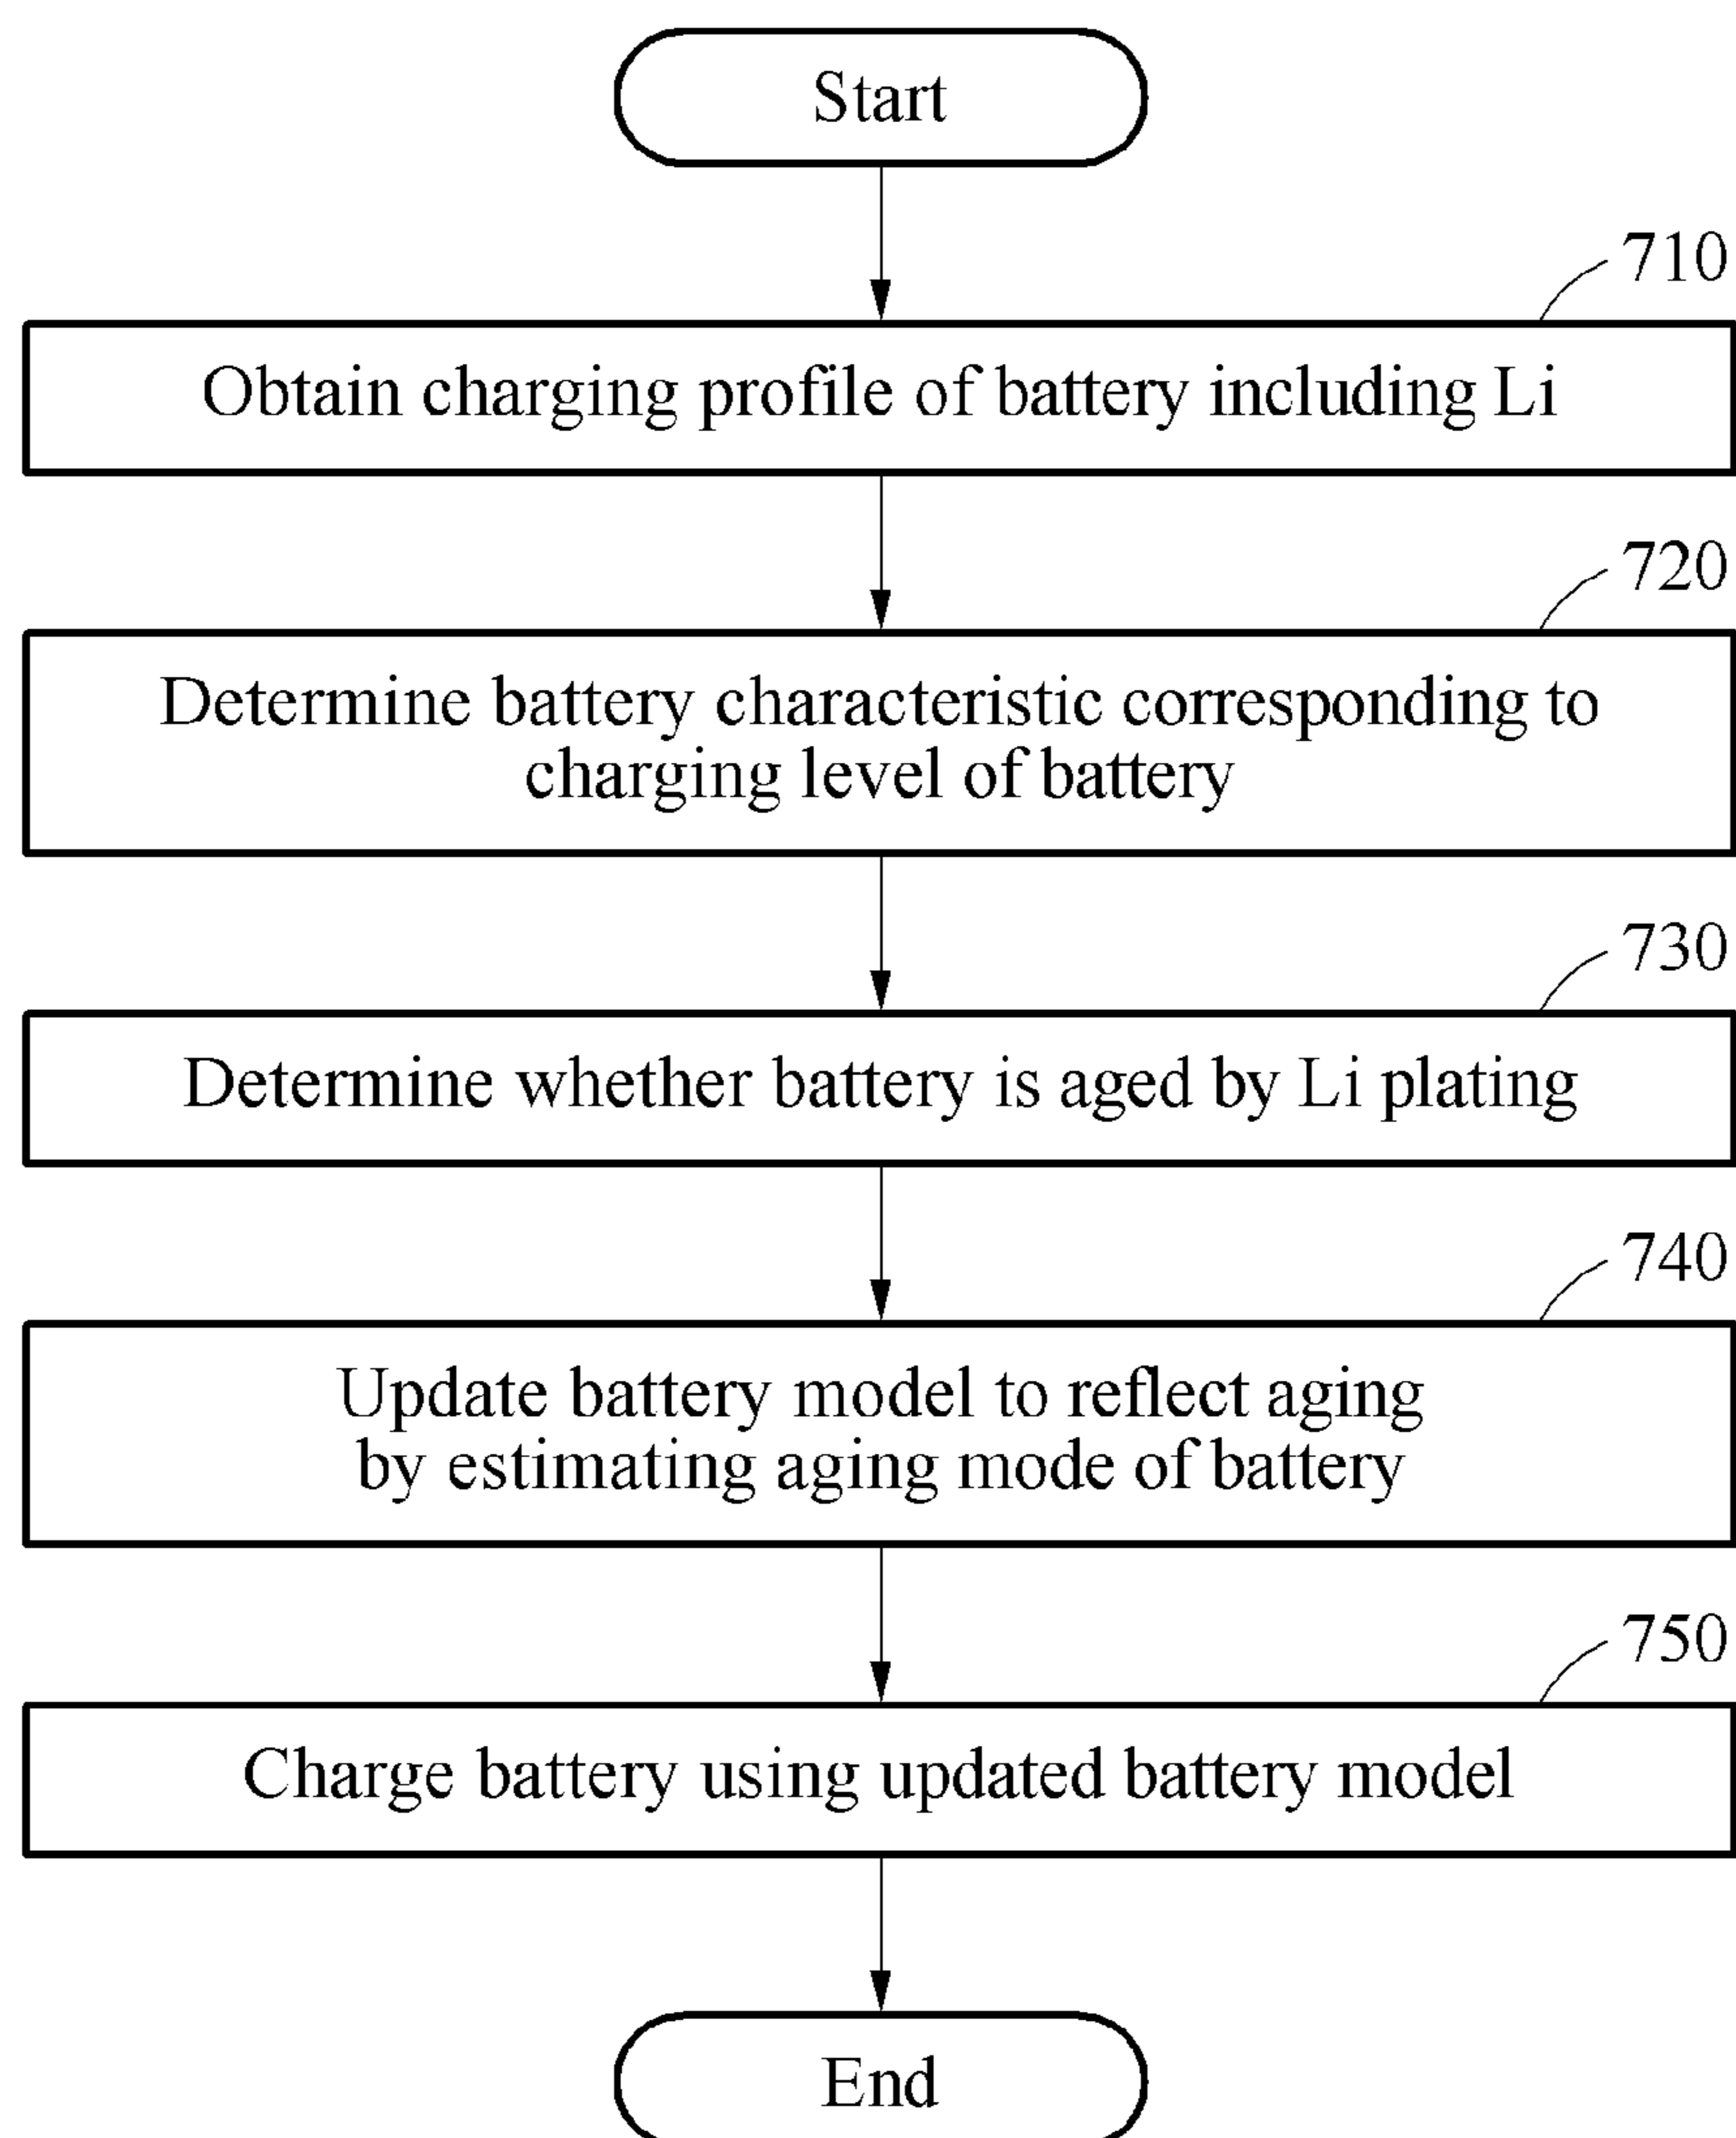 Start
710
Obtain charging profile of battery including Li
720
Determine battery characteristic corresponding to
charging level of battery
730
Determine whether battery is aged by Li plating
740
Update battery model to reflect aging
by estimating aging mode of battery
750
Charge battery using updated battery model
End